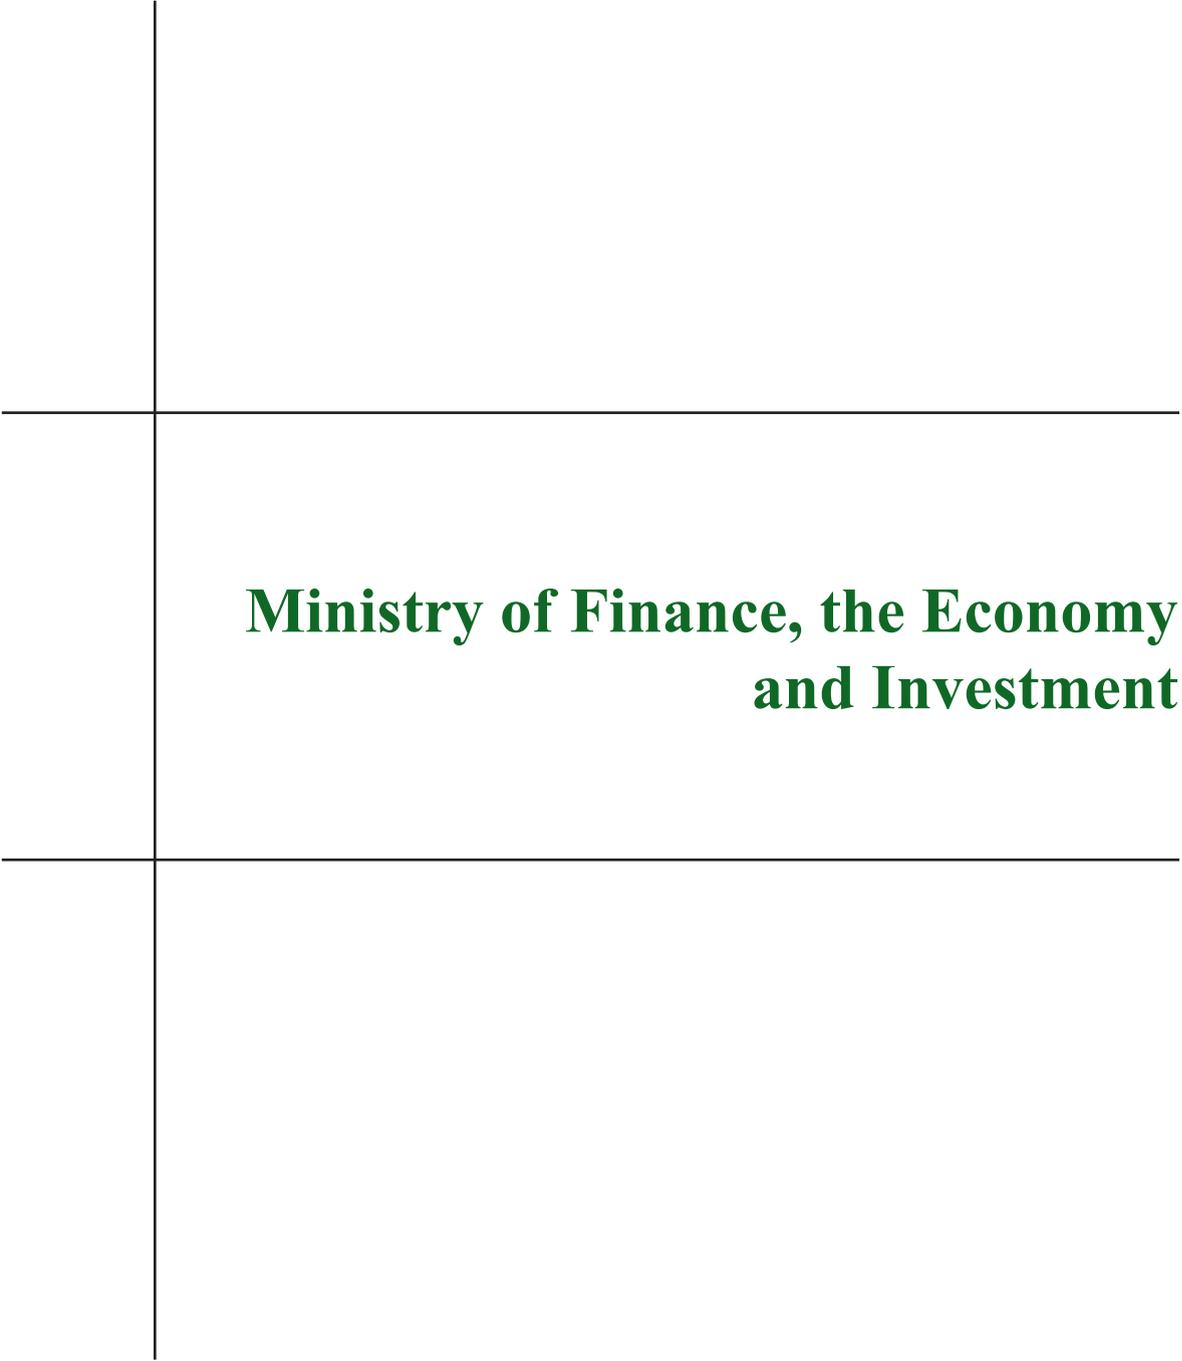 Ministry of Finance, the Economy
and Investment